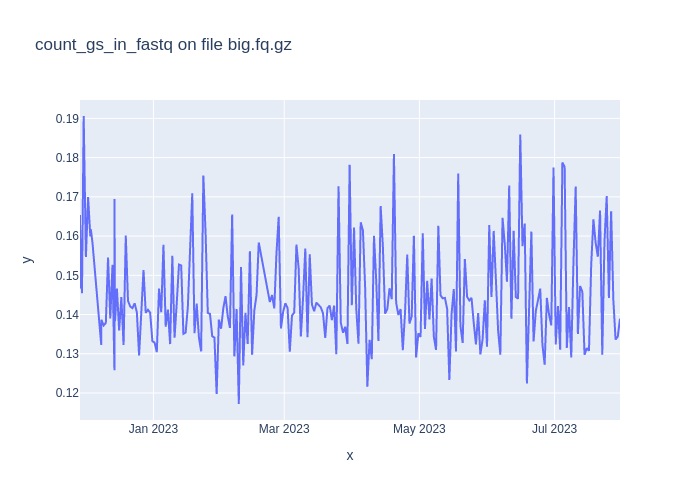 count_gs_in_fastq on file big.fq.gz
0.19
0.18
0.17
0.16
0.15
0.14
0.13
0.12
y
Jan 2023
Mar 2023
May 2023
Jul 2023
x